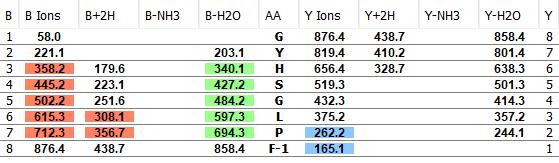 B B Ions B+2H B-NH3 B-H2O AA Y Ions Y+2H Y-NH3 Y-H2O Y
1 58.0 G 876.4 438.7 858.4 8
2 221.1 203.1 Y 819.4 410.2 801.4 7
3 358.2 179.6 340.1 H 656.4 328.7 638.3 6
4 445.2 223.1 427.2 S 519.3 501.3 5
5 502.2 251.6 484.2 G 432.3 414.3 4
6 615.3 308.1 597.3 L 375.2 357.2 3
7 712.3 356.7 694.3 P 262.2 244.1 2
8 876.4 438.7 858.4 F-1 165.1 1